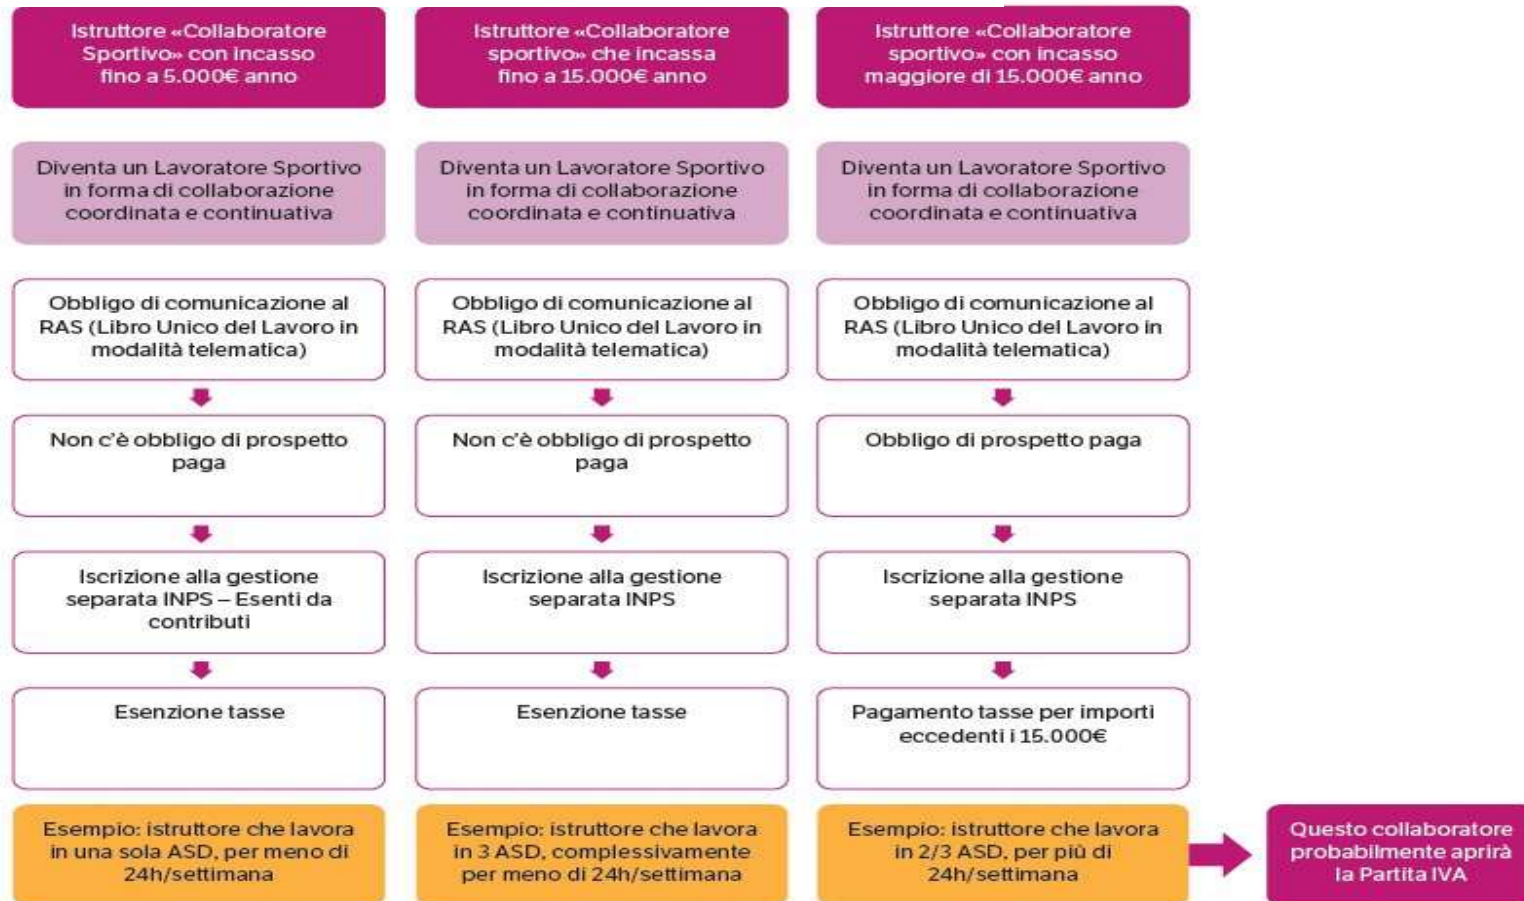 Istruttore «Collaboratore
Sportivo» con incasso
fino a 5.000€ anno
Diventa un Lavoratore Sportivo
in forma di collaborazione
coordinata e continuativa
Obbligo di comunicazione al
RAS (Libro Unico del Lavoro in
modalità telematica)
Non c'è obbligo di prospetto
paga
Iscrizione alla gestione
separata INPS – Esenti da
contributi
Esenzione tasse
Esempio: istruttore che lavora
in una sola ASD, per meno di
24h/settimana
Istruttore «Collaboratore
sportivo» che incassa
fino a 15.000€ anno
Diventa un Lavoratore Sportivo
in forma di collaborazione
coordinata e continuativa
Obbligo di comunicazione al
RAS (Libro Unico del Lavoro in
modalità telematica)
Non c'è obbligo di prospetto
paga
Iscrizione alla gestione
separata INPS
Esenzione tasse
Esempio: istruttore che lavora
in 3 ASD, complessivamente
per meno di 24h/settimana
Istruttore «Collaboratore
sportivo» con incasso
maggiore di 15.000€ anno
Diventa un Lavoratore Sportivo
in forma di collaborazione
coordinata e continuativa
Obbligo di comunicazione al
RAS (Libro Unico del Lavoro in
modalità telematica)
Obbligo di prospetto paga
Iscrizione alla gestione
separata INPS
Pagamento tasse per importi
eccedenti i 15.000€
Esempio: istruttore che lavora
in 2/3 ASD, per più di
24h/settimana
Questo collaboratore
probabilmente aprirà
la Partita IVA